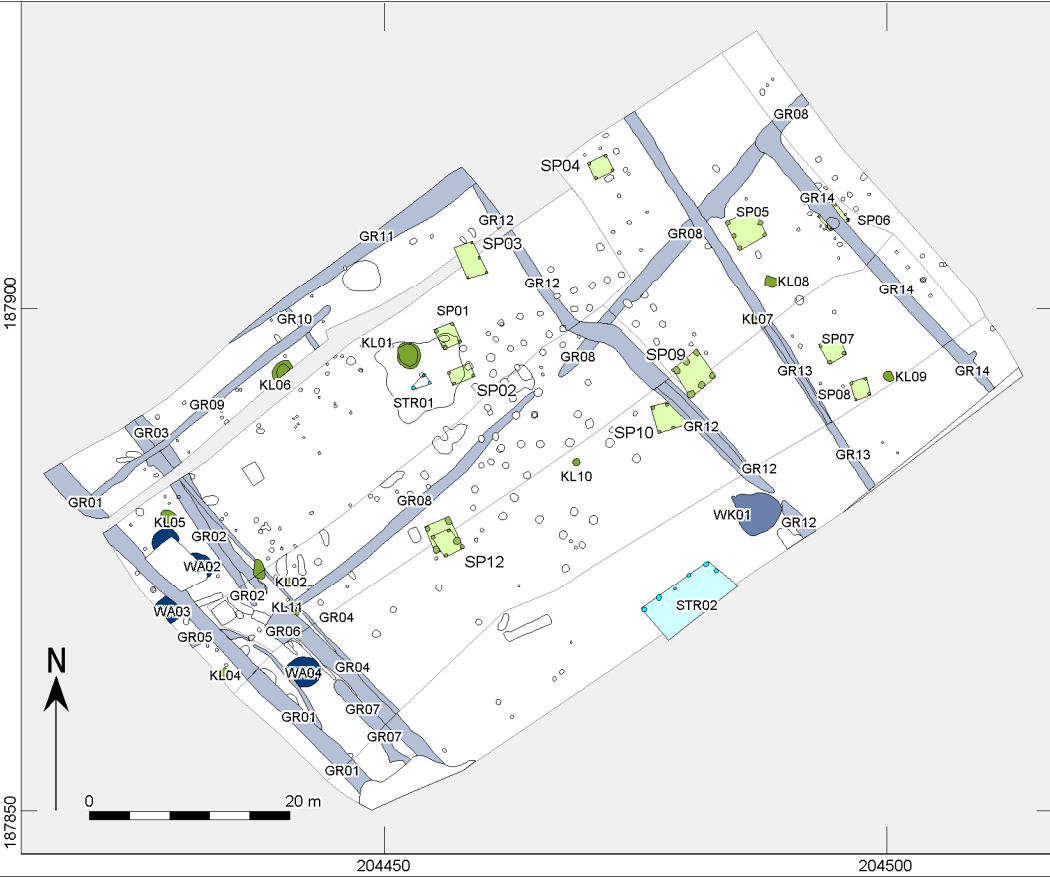 GR08
SP04
GR14
SP05
SP06
GR12
GR11
SP03
GR08
GR12
KL08
GR14
187900
GR10
SP01
KL07
KL01
GR08
SP09
SP07
KL06
GR13
GR14
KL09
SP02
SP08
STR01
GR09
GR12
GR03
SP10
GR13
GR12
KL10
GR01
GR08
WK01
KL05
GR12
GR02
SP12
WA02
KL02
GR02
STR02
WA03
KL11
GR04
GR06
GR05
N
GR04
KL04
WA04
GR07
GR01
GR07
GR01
0 20 m
187850
204450 204500